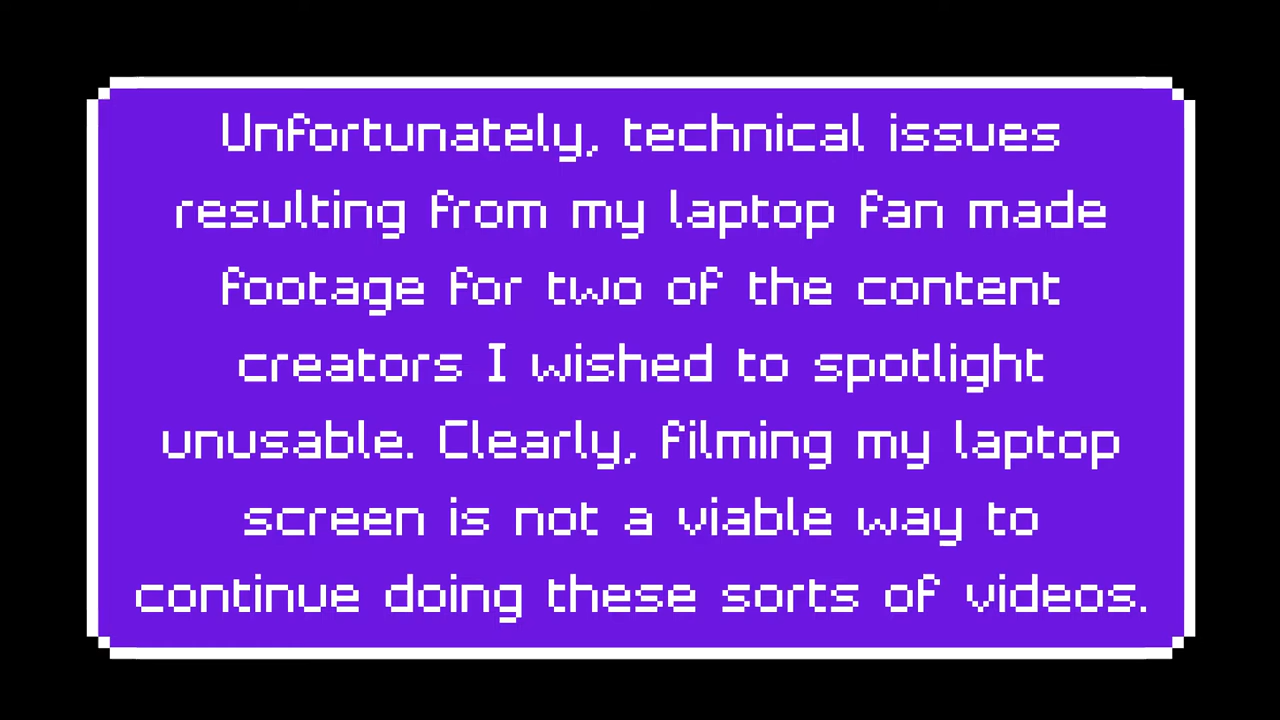 Unfortunately, technical issues
resulting from my laptop fan made
footage for two of the content
creators I wished to spotlight
unusable. Clearly, filming my laptop
screen is not a viable way to
continue doing these sorts of videos.